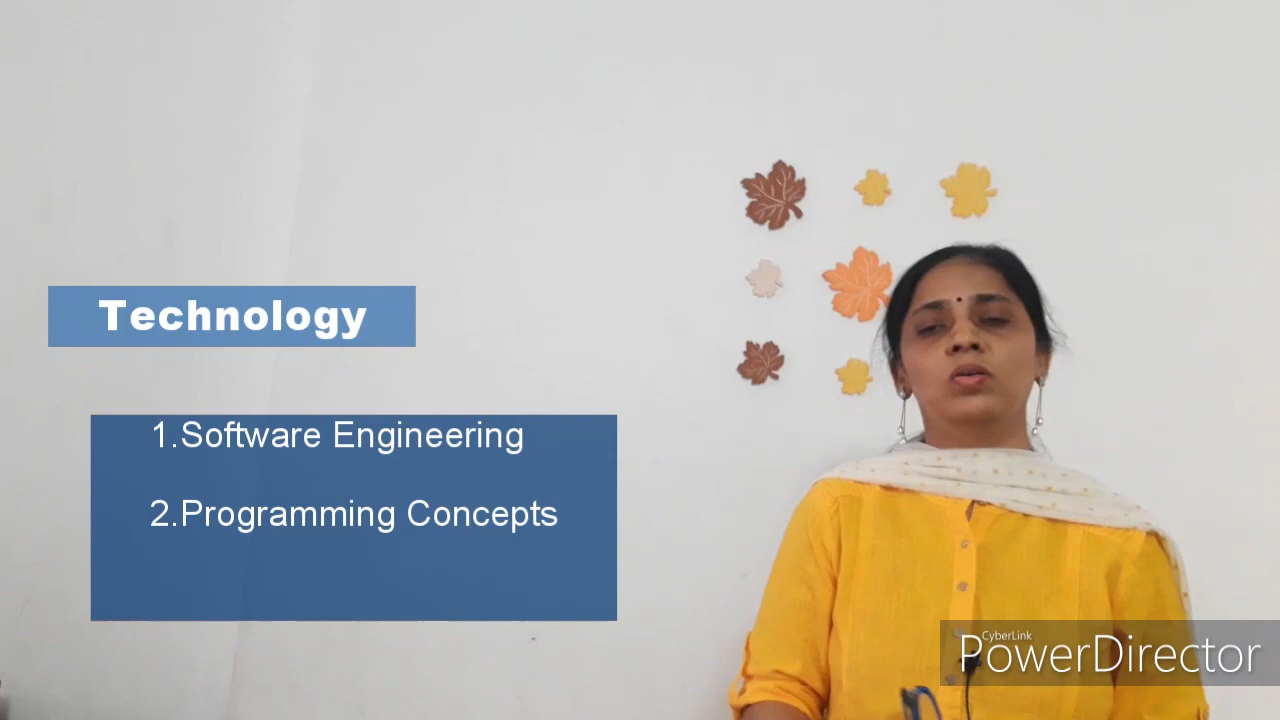 Technology
1.Software Engineering
2.Programming Concepts
CyberLink
PowerDirector